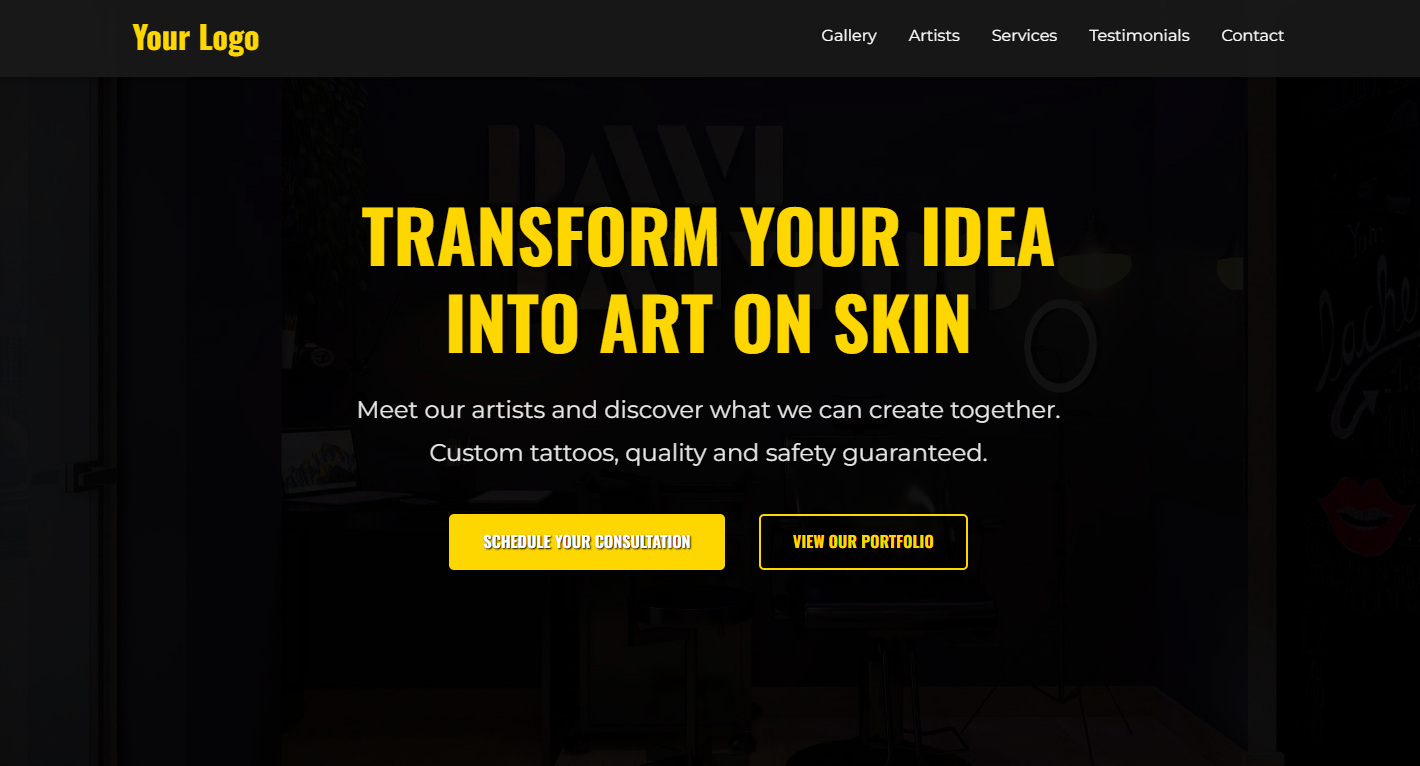 Your Logo
Gallery Artists Services Testimonials Contact
TRANSFORM YOUR IDEA
INTO ART ON SKIN
Meet our artists and discover what we can create together.
Custom tattoos, quality and safety guaranteed.
SCHEDULE YOUR CONSULTATION
VIEW OUR PORTFOLIO
Yum